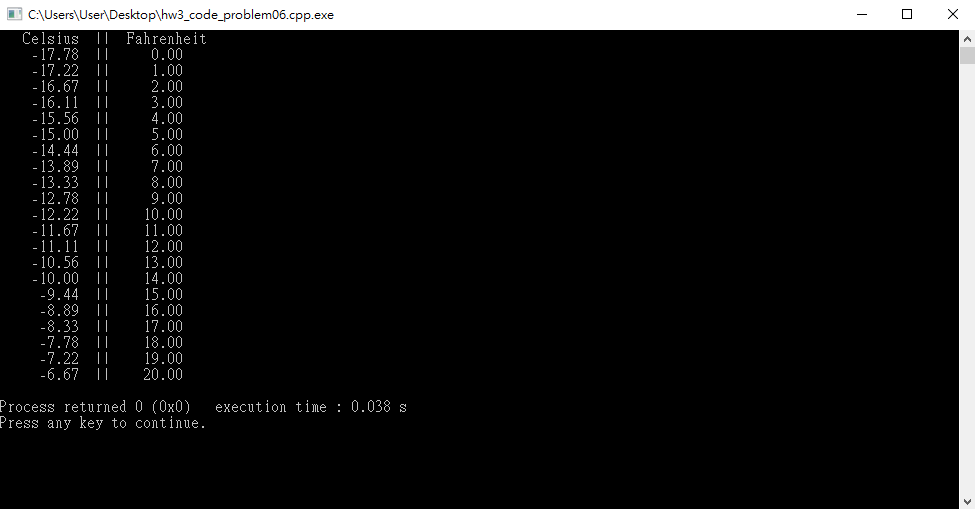 C:\Users\User\Desktop\hw3_code_problem06.cpp.exe
Celsius || Fahrenheit
-17.78 || 0.00
-17.22 || 1.00
-16.67 || 2.00
-16.11 || 3.00
-15.56 || 4.00
-15.00 || 5.00
-14.44 || 6.00
-13.89 || 7.00
-13.33 || 8.00
-12.78 || 9.00
-12.22 || 10.00
-11.67 || 11.00
-11.11 || 12.00
-10.56 || 13.00
-10.00 || 14.00
-9.44 || 15.00
-8.89 || 16.00
-8.33 || 17.00
-7.78 || 18.00
-7.22 || 19.00
-6.67 || 20.00
Process returned 0 (0x0)   execution time : 0.038 s
Press any key to continue.